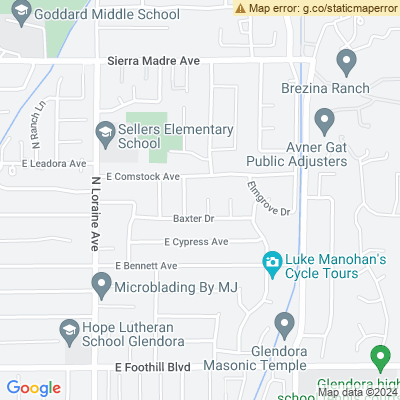 Goddard Middle School
Map error: g.co/staticmaperror
Sierra Madre Ave
Brezina Ranch
N Ranch Ln
Sellers Elementary
School
Avner Gat
Public Adjusters
E Leadora Ave
E Comstock Ave
Elmgrove Dr
N Loraine Ave
Baxter Dr
E Cypress Ave
Luke Manohan's
Cycle Tours
E Bennett Ave
Microblading By MJ
Hope Lutheran
School Glendora
Glendora
Masonic Temple
E Foothill Blvd
Glendora high
Google
Map data ©2024